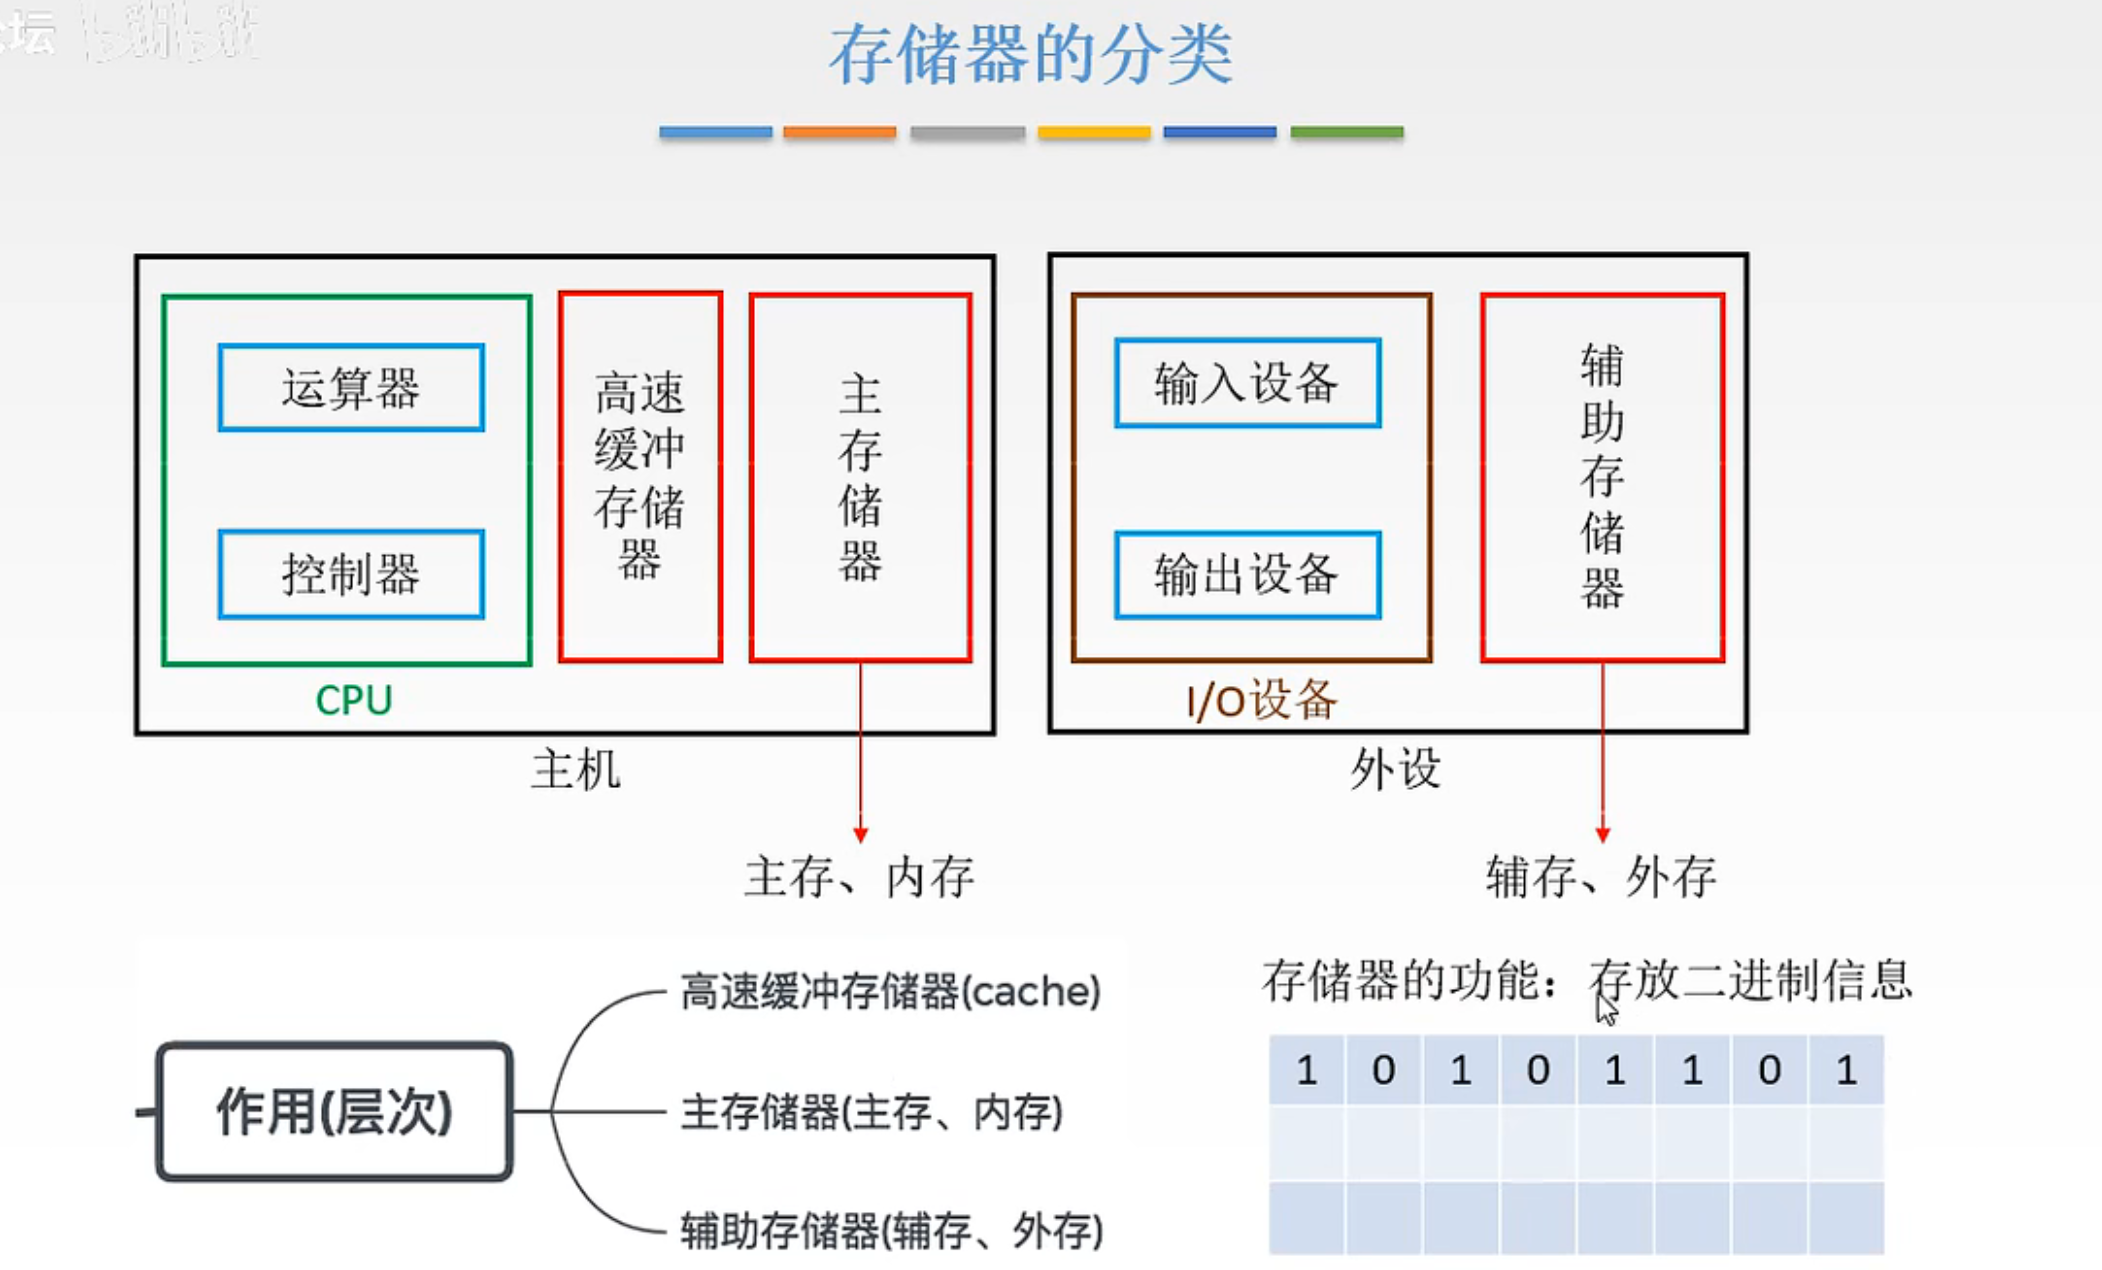 坛
存储器的分类
运算器
控制器
CPU
高速
缓冲
存储
器
主
存
储
器
主机
输入设备
输出设备
I/O设备
辅
助
存
储
器
外设
主存、内存
辅存、外存
作用(层次)
高速缓冲存储器(cache)
主存储器(主存、内存)
辅助存储器(辅存、外存)
存储器的功能：存放二进制信息
1 0 1 0 1 1 0 1